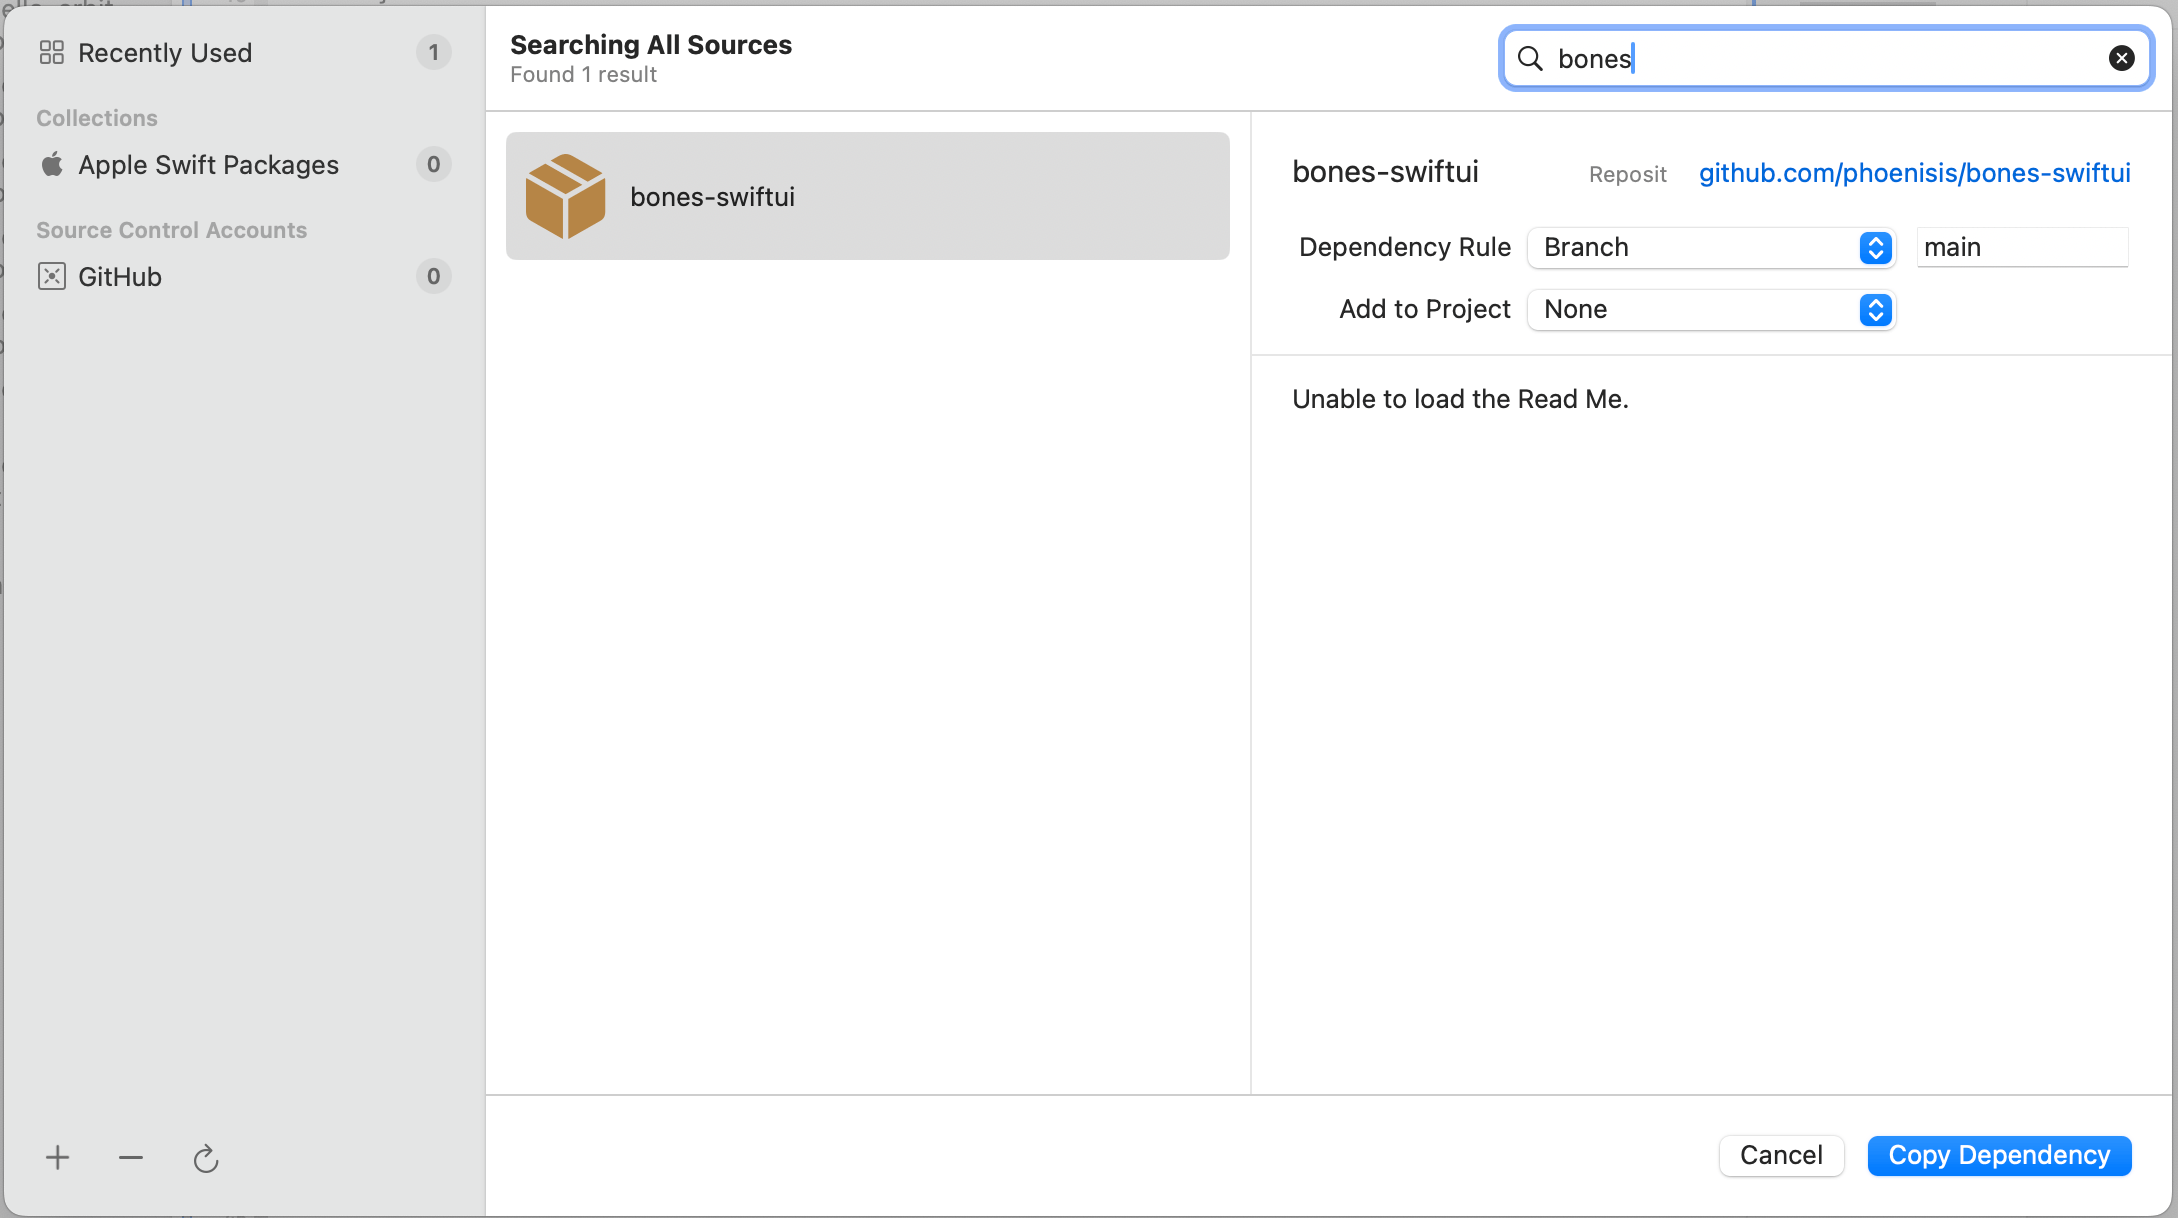 Recently Used 1
Collections
Apple Swift Packages 0
Source Control Accounts
GitHub 0
Searching All Sources
Found 1 result
bones
bones-swiftui
bones-swiftui Reposit github.com/phoenisis/bones-swiftui
Dependency Rule Branch main
Add to Project None
Unable to load the Read Me.
Cancel Copy Dependency